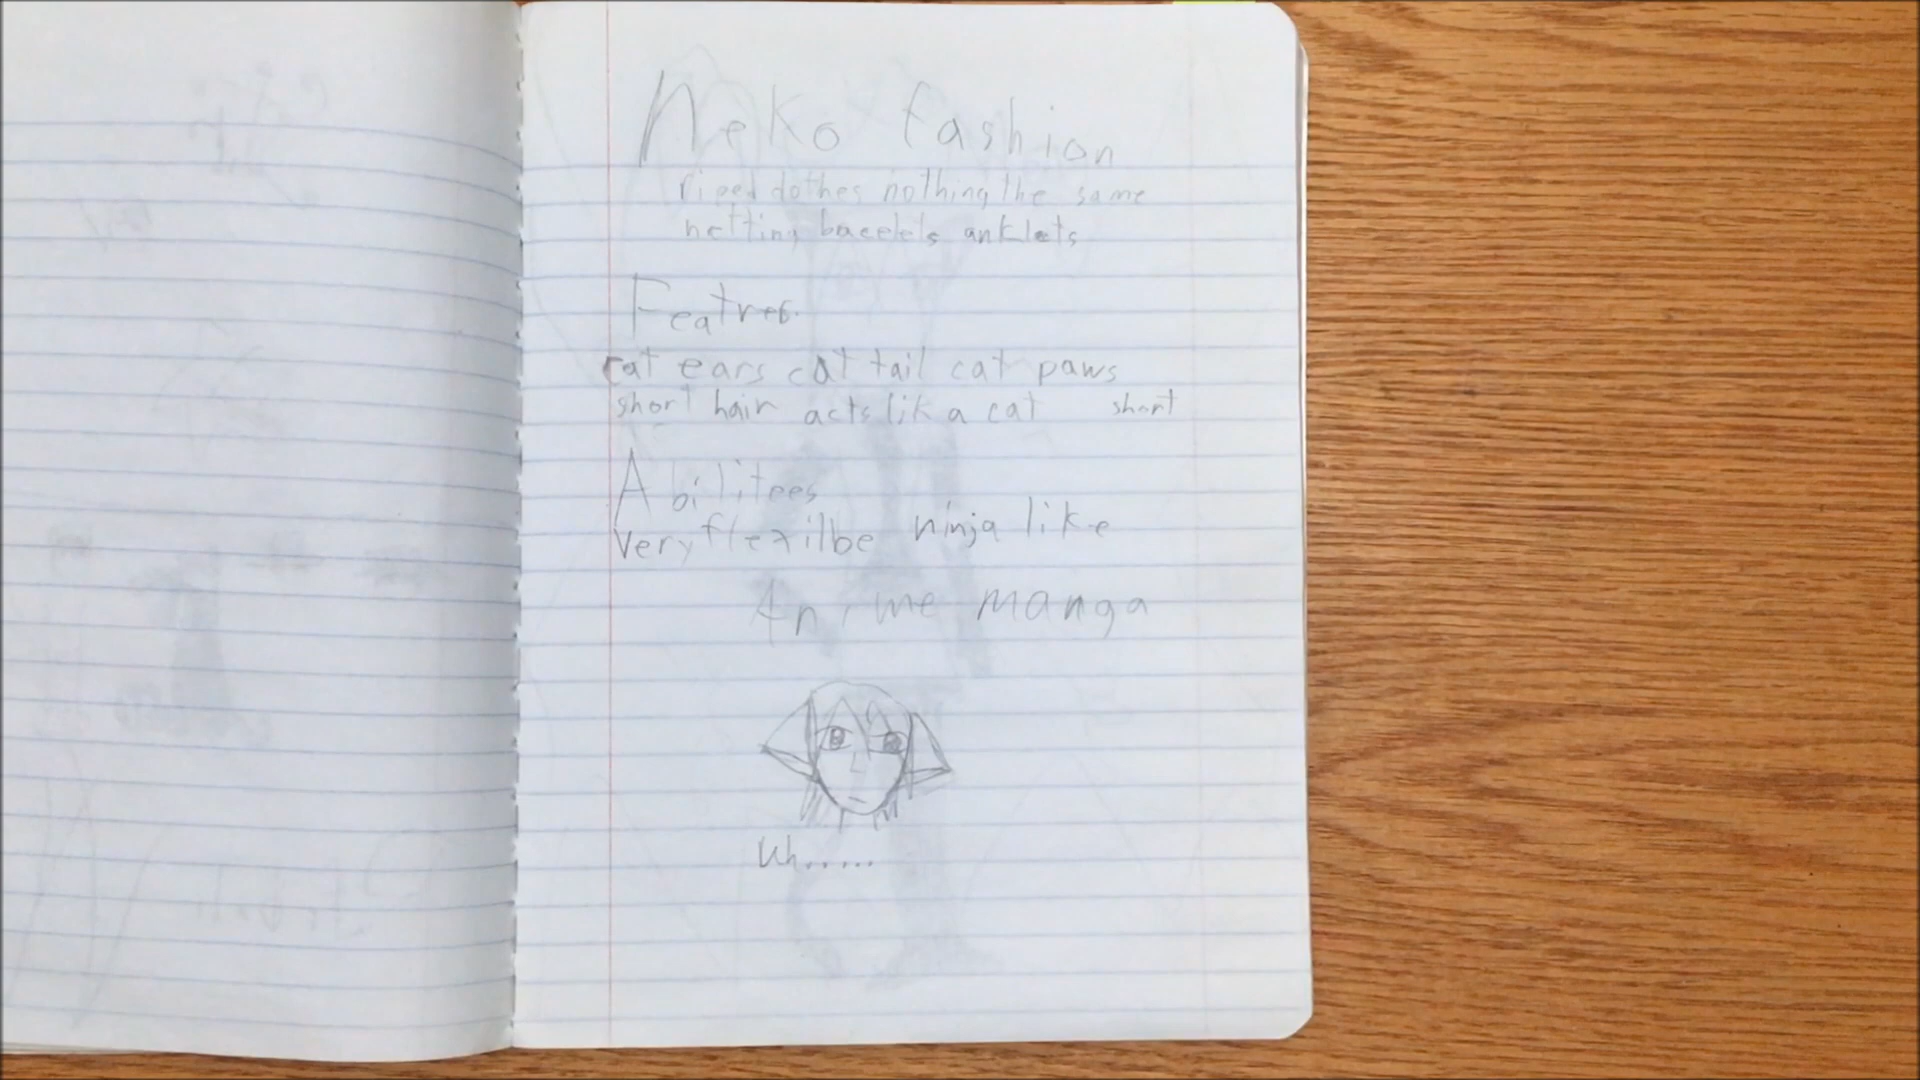 Neko fashion
riped clothes nothing the same
netting bacelets anklets
Featres
cat ears cat tail cat paws
short hair acts lik a cat short
Abilitees
very flexilbe ninja like
Anime manga
Uh.....